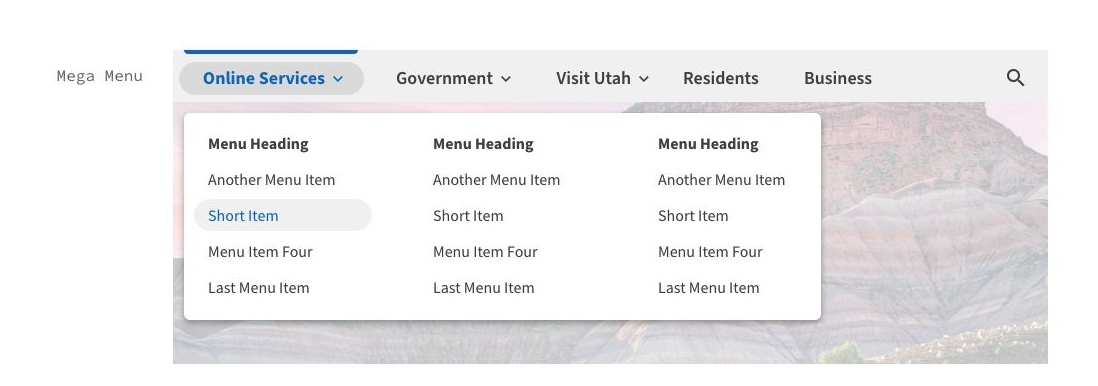 Mega Menu
Online Services Government Visit Utah Residents Business
Menu Heading Menu Heading Menu Heading
Another Menu Item Another Menu Item Another Menu Item
Short Item Short Item Short Item
Menu Item Four Menu Item Four Menu Item Four
Last Menu Item Last Menu Item Last Menu Item